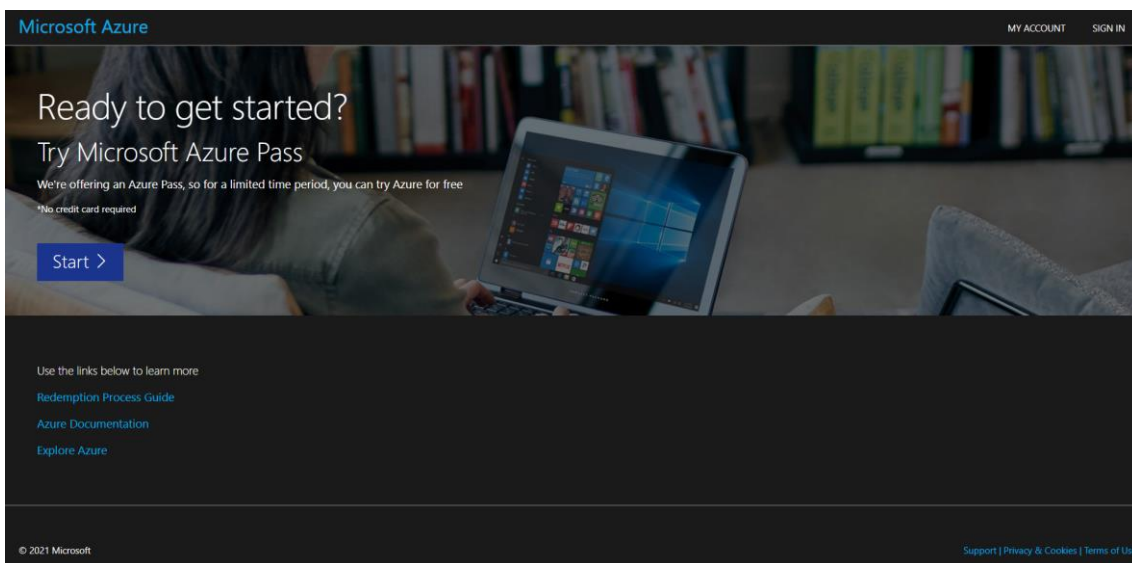 Microsoft Azure
MY ACCOUNT
SIGN IN
Ready to get started?
Try Microsoft Azure Pass
We're offering an Azure Pass, so for a limited time period, you can try Azure for free
*No credit card required
Start >
Use the links below to learn more
Redemption Process Guide
Azure Documentation
Explore Azure
© 2021 Microsoft
Support | Privacy & Cookies | Terms of Us